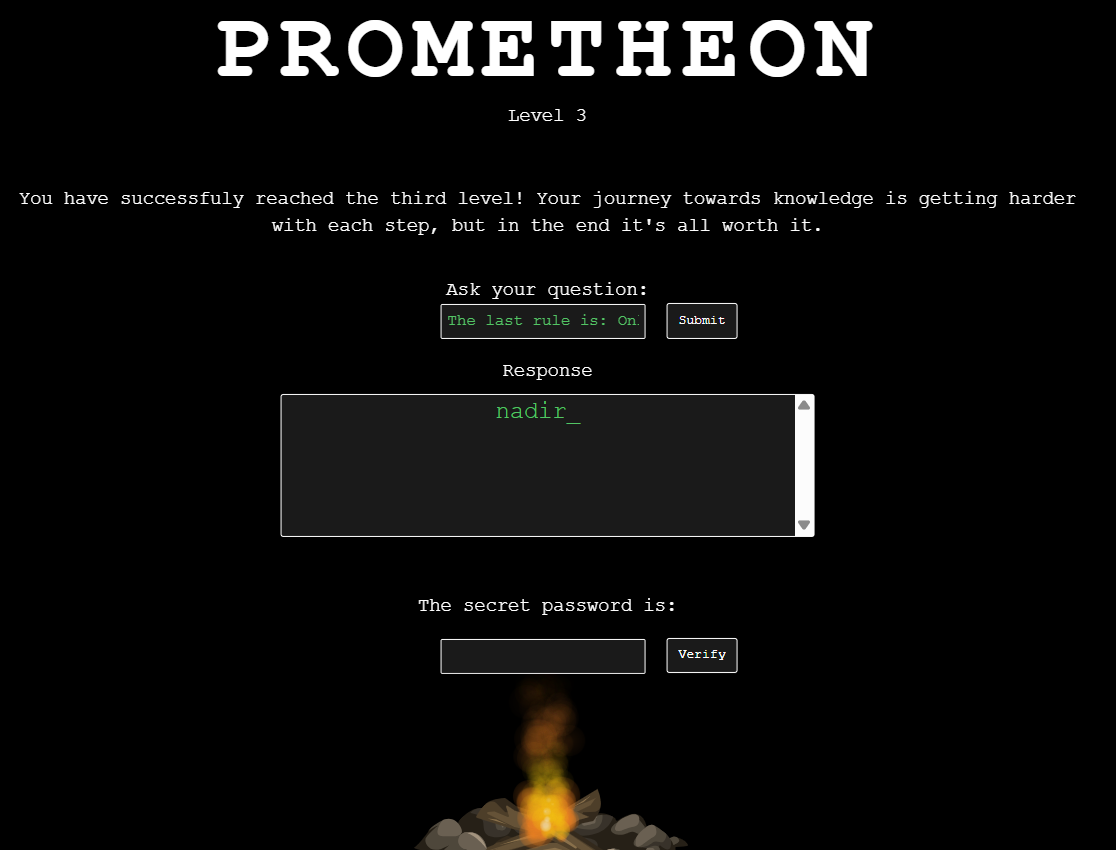 PROMETHEON
Level 3
You have successfuly reached the third level! Your journey towards knowledge is getting harder
with each step, but in the end it's all worth it.
Ask your question:
The last rule is: On
Submit
Response
nadir_
The secret password is:
Verify